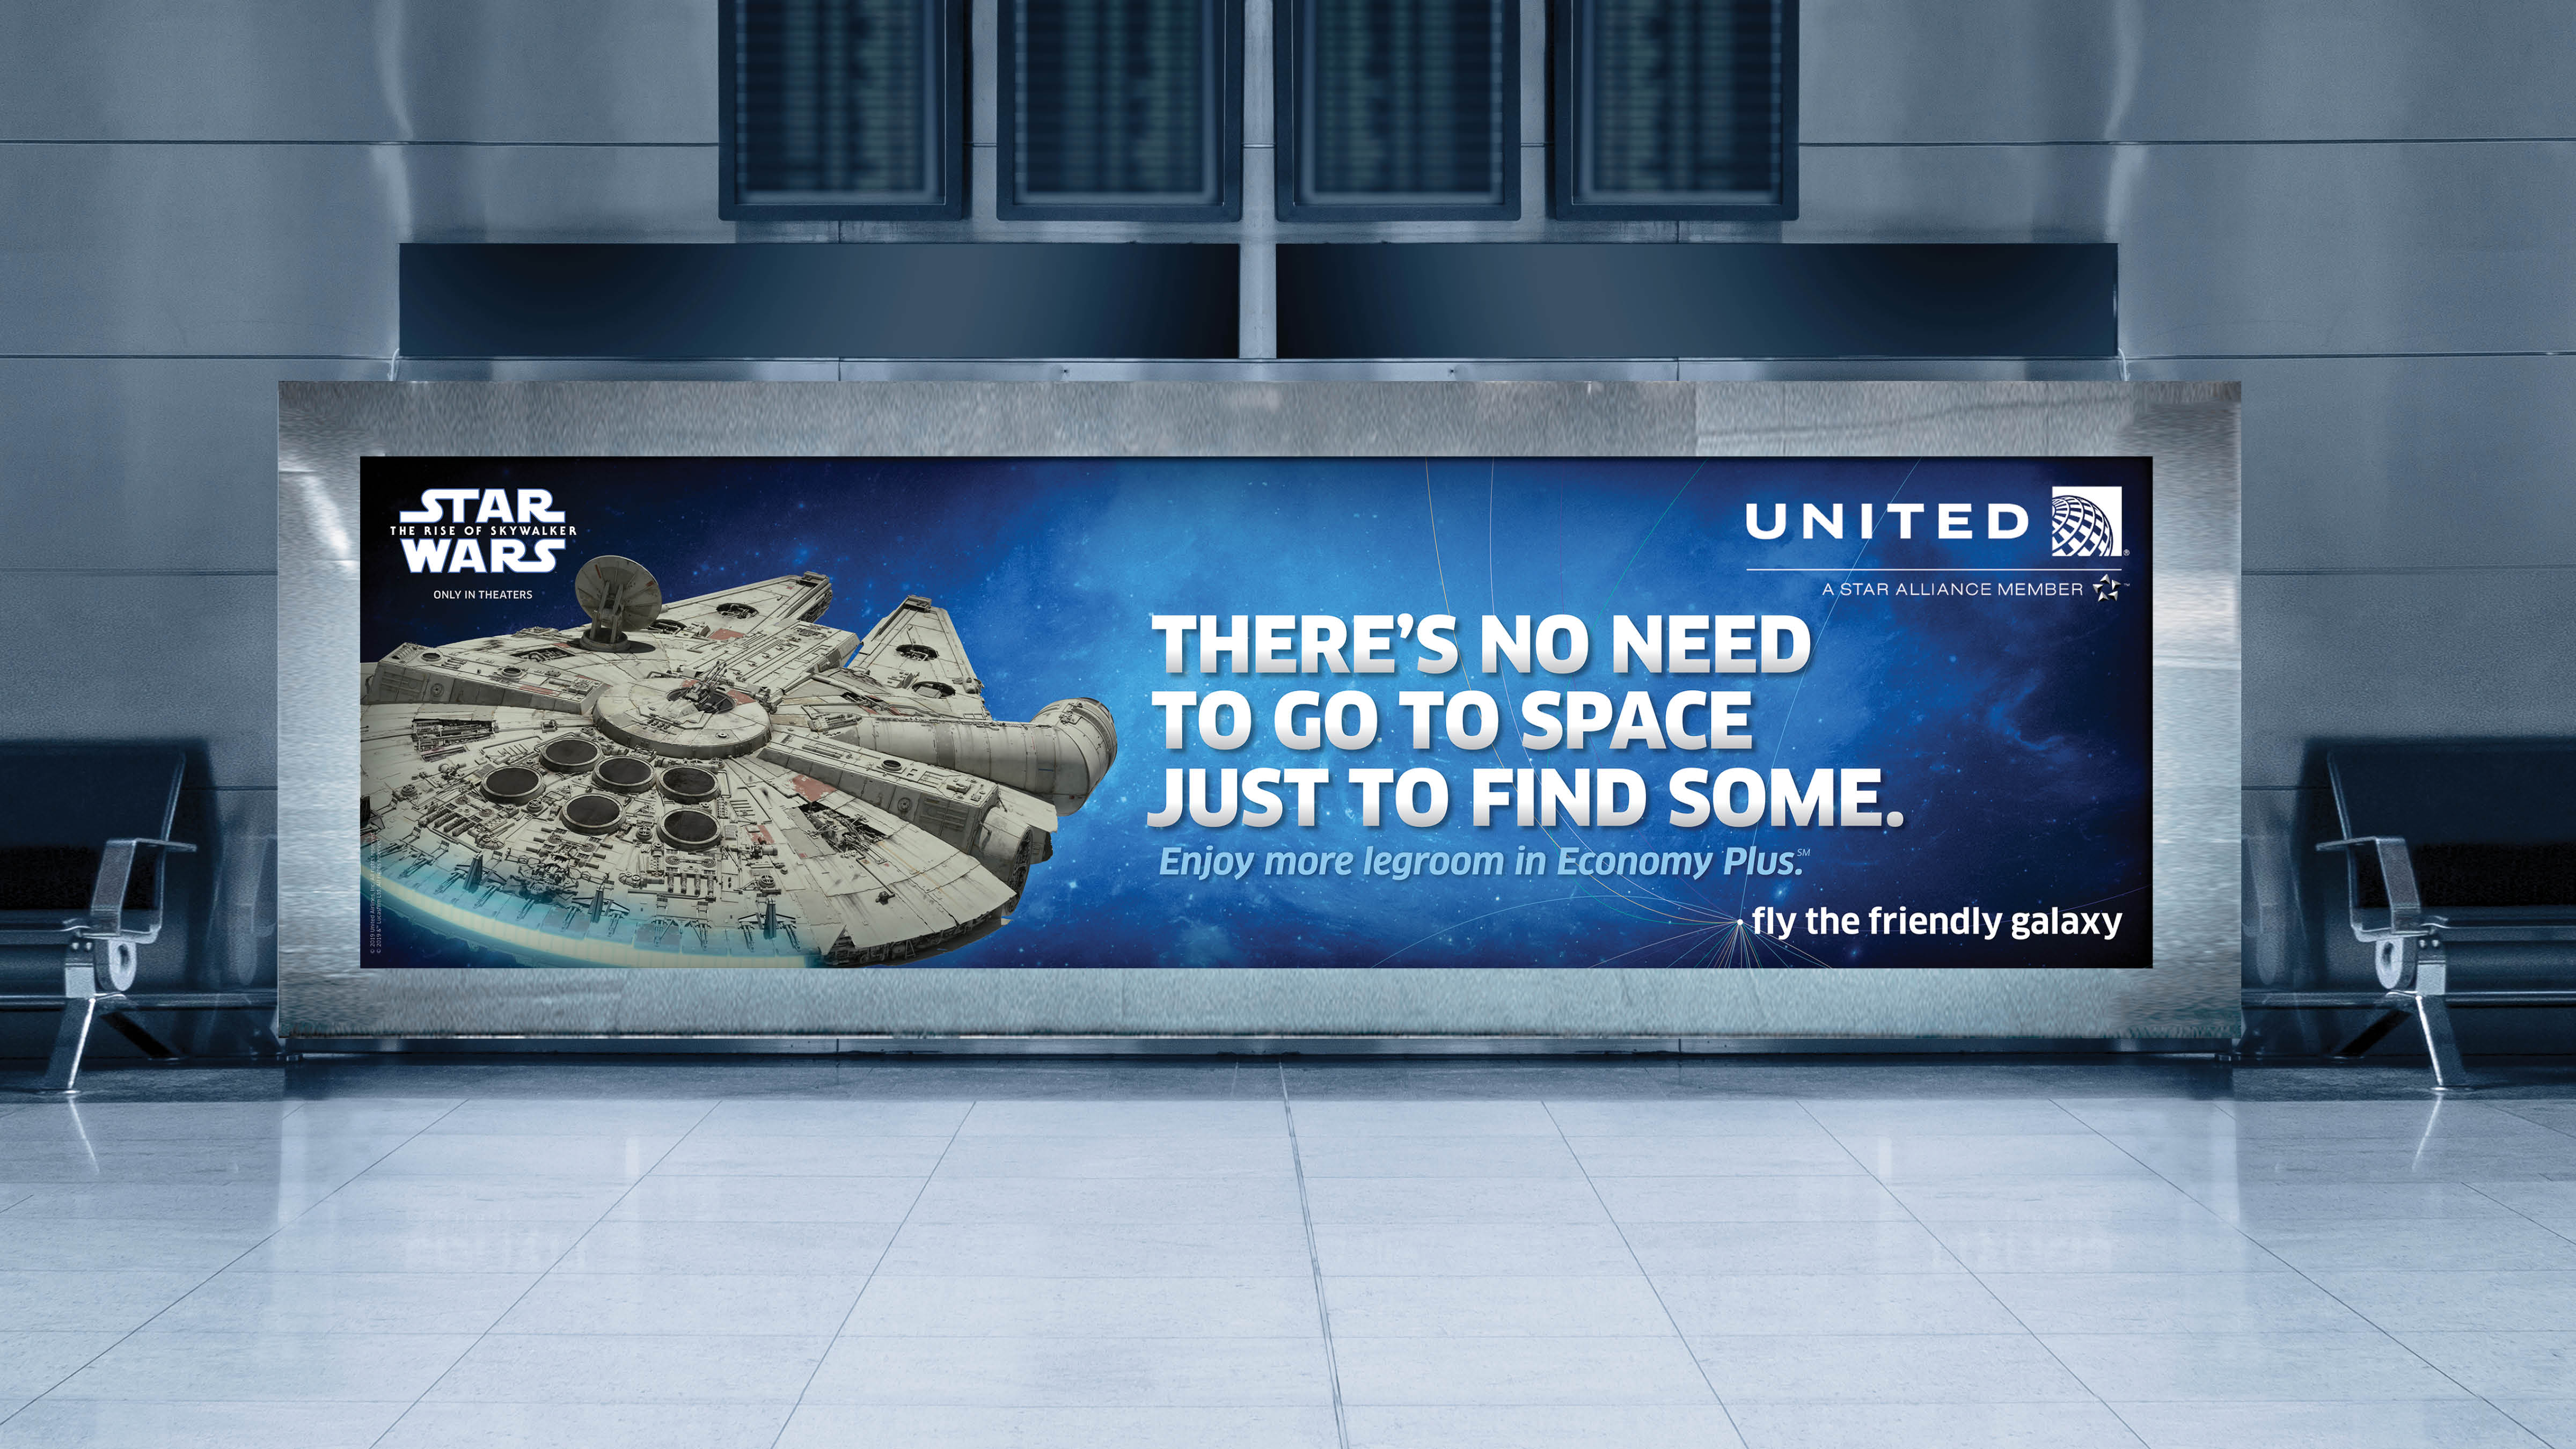 STAR
THE RISE OF SKYWALKER
WARS
ONLY IN THEATERS
UNITED
A STAR ALLIANCE MEMBER
THERE'S NO NEED
TO GO TO SPACE
JUST TO FIND SOME.
Enjoy more legroom in Economy Plus.℠
fly the friendly galaxy